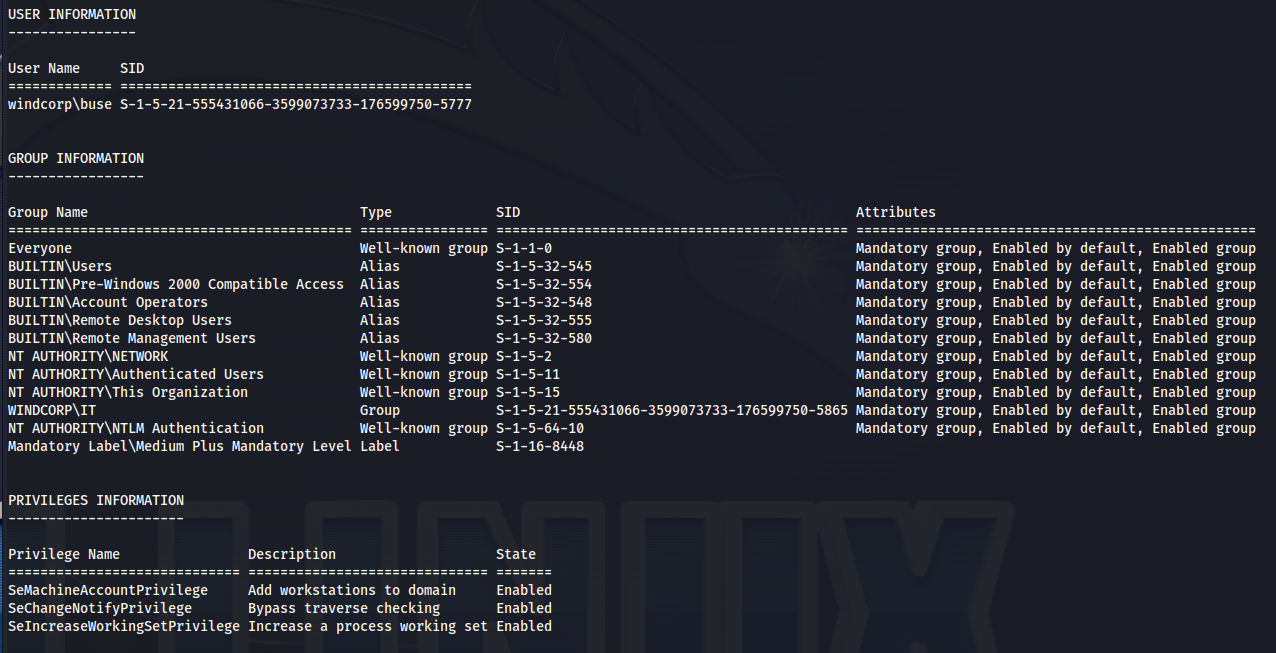 USER INFORMATION
----------------
User Name     SID
============= ============================================
windcorp\buse S-1-5-21-555431066-3599073733-176599750-5777
GROUP INFORMATION
-----------------
Group Name                                  Type             SID                                          Attributes
=========================================== ================ ============================================ ==================================================
Everyone                                    Well-known group S-1-1-0                                      Mandatory group, Enabled by default, Enabled group
BUILTIN\Users                               Alias            S-1-5-32-545                                 Mandatory group, Enabled by default, Enabled group
BUILTIN\Pre-Windows 2000 Compatible Access  Alias            S-1-5-32-554                                 Mandatory group, Enabled by default, Enabled group
BUILTIN\Account Operators                   Alias            S-1-5-32-548                                 Mandatory group, Enabled by default, Enabled group
BUILTIN\Remote Desktop Users                Alias            S-1-5-32-555                                 Mandatory group, Enabled by default, Enabled group
BUILTIN\Remote Management Users             Alias            S-1-5-32-580                                 Mandatory group, Enabled by default, Enabled group
NT AUTHORITY\NETWORK                        Well-known group S-1-5-2                                      Mandatory group, Enabled by default, Enabled group
NT AUTHORITY\Authenticated Users            Well-known group S-1-5-11                                     Mandatory group, Enabled by default, Enabled group
NT AUTHORITY\This Organization              Well-known group S-1-5-15                                     Mandatory group, Enabled by default, Enabled group
WINDCORP\IT                                 Group            S-1-5-21-555431066-3599073733-176599750-5865 Mandatory group, Enabled by default, Enabled group
NT AUTHORITY\NTLM Authentication            Well-known group S-1-5-64-10                                  Mandatory group, Enabled by default, Enabled group
Mandatory Label\Medium Plus Mandatory Level Label            S-1-16-8448
PRIVILEGES INFORMATION
----------------------
Privilege Name                Description                    State
============================= ============================== =======
SeMachineAccountPrivilege     Add workstations to domain     Enabled
SeChangeNotifyPrivilege       Bypass traverse checking       Enabled
SeIncreaseWorkingSetPrivilege Increase a process working set Enabled